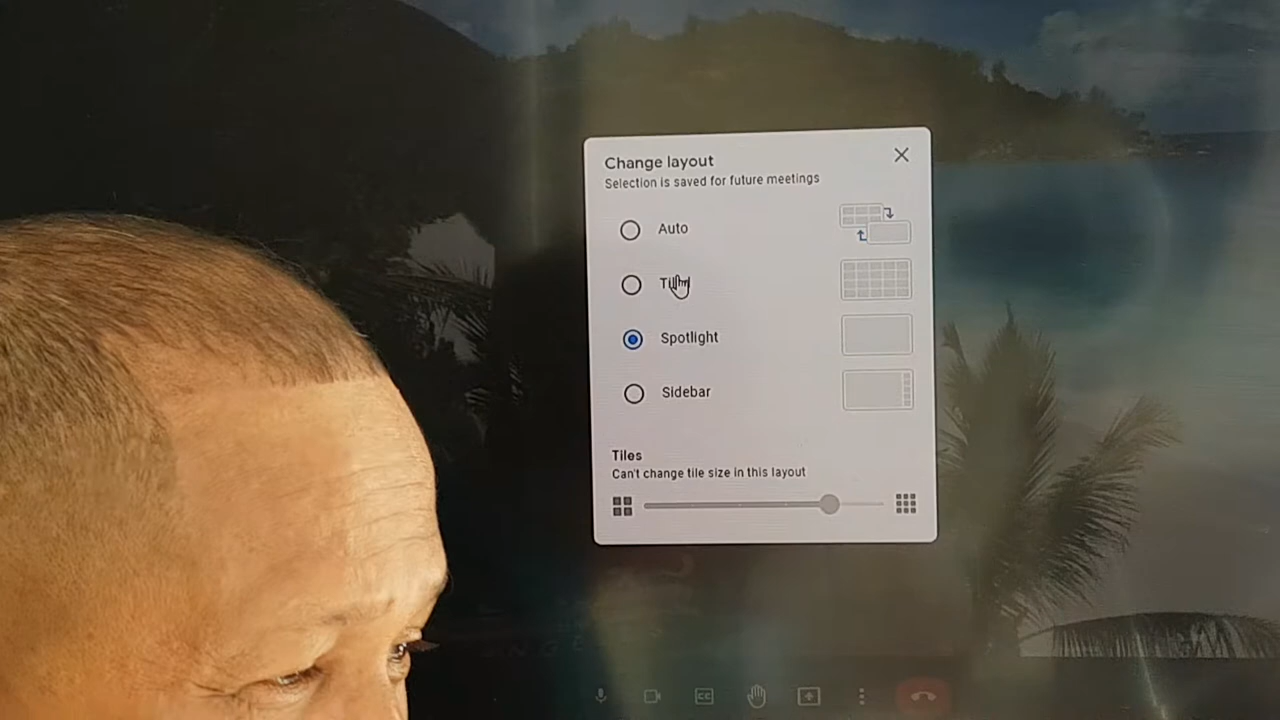 Change layout
Selection is saved for future meetings
Auto
Spotlight
Sidebar
Tiles
Can't change tile size in this layout
CC